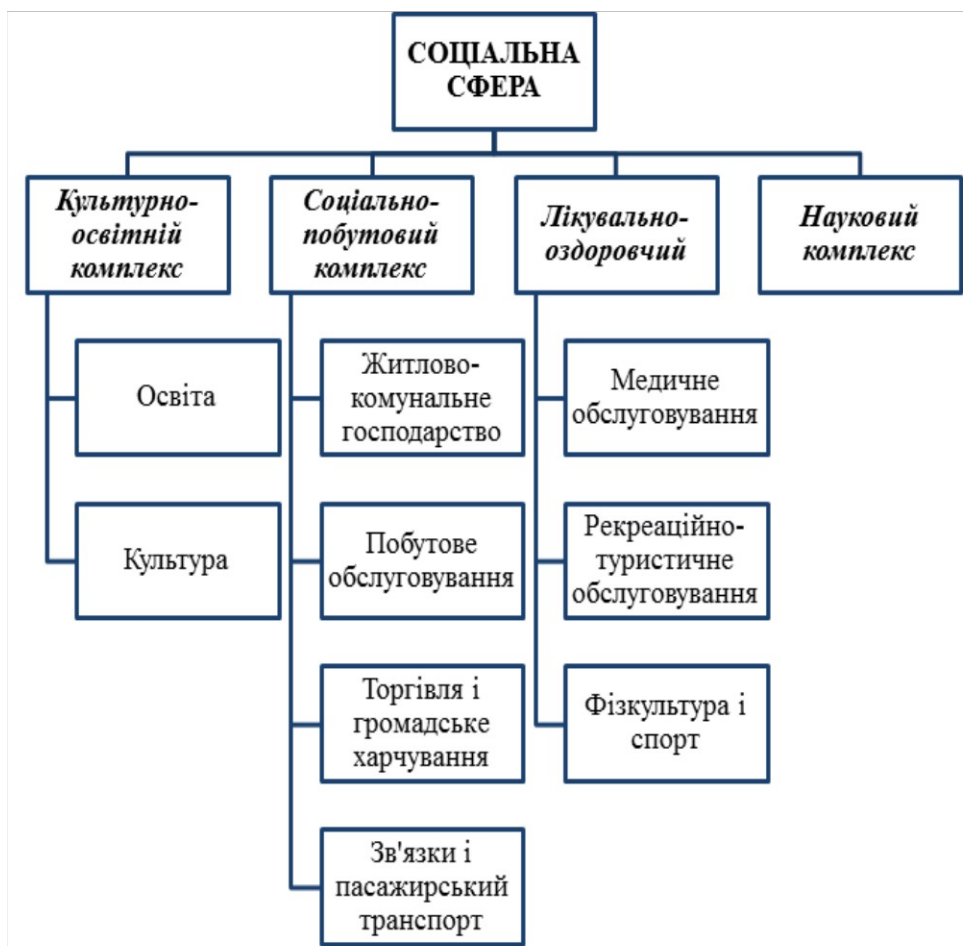 СОЦІАЛЬНА
СФЕРА
Культурно-
освітній
комплекс
Соціально-
побутовий
комплекс
Лікувально-
оздоровчий
Науковий
комплекс
Освіта
Культура
Житлово-
комунальне
господарство
Побутове
обслуговування
Торгівля і
громадське
харчування
Зв'язки і
пасажирський
транспорт
Медичне
обслуговування
Рекреаційно-
туристичне
обслуговування
Фізкультура і
спорт